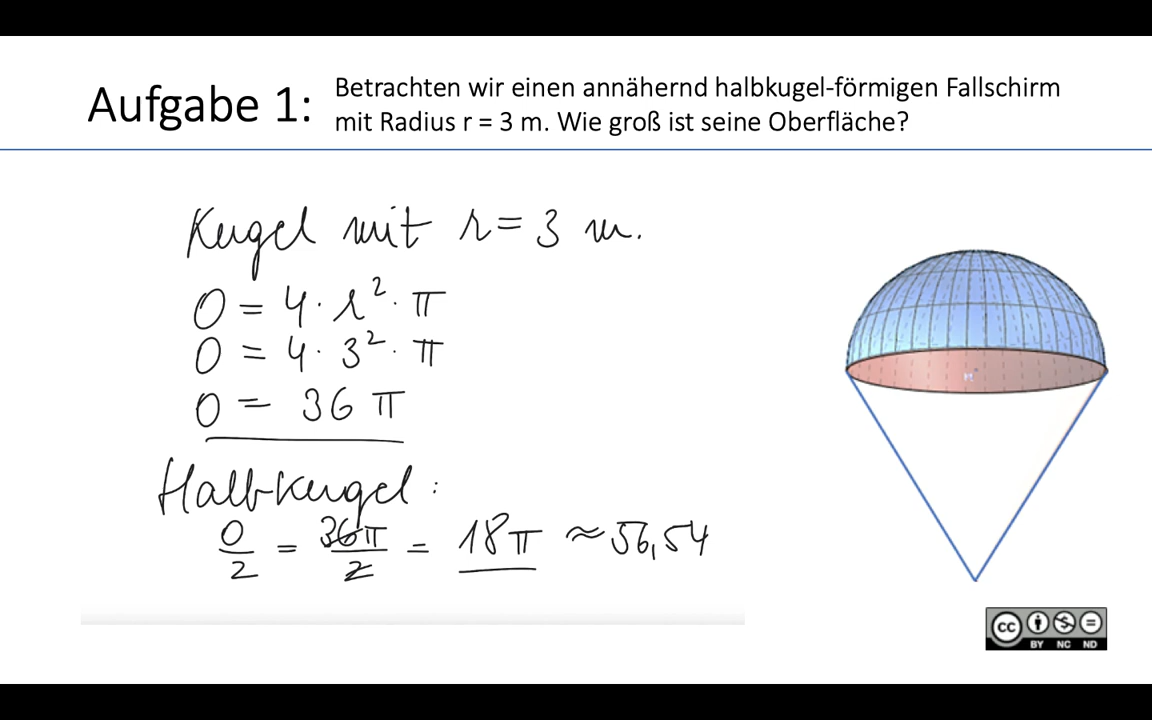 Aufgabe 1:
Betrachten wir einen annähernd halbkugel-förmigen Fallschirm
mit Radius r = 3 m. Wie groß ist seine Oberfläche?
Kugel mit r = 3 m.
O = 4 · r² · π
O = 4 · 3² · π
O = 36 π
Halbkugel:
O/2 = 36π/2 = 18π ≈ 56,54
M
cc
BY NC ND